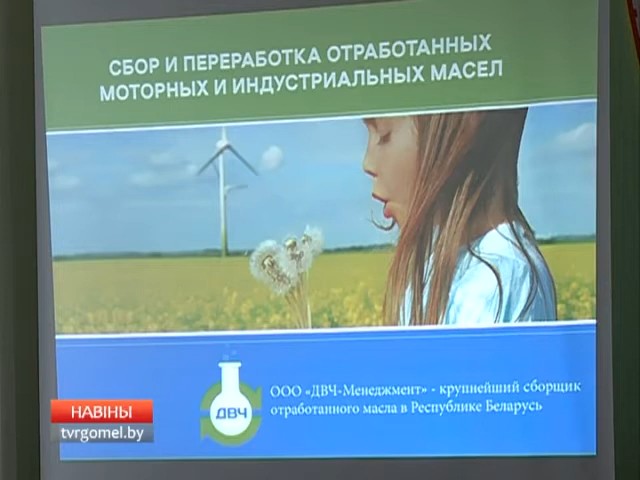 СБОР И ПЕРЕРАБОТКА ОТРАБОТАННЫХ
МОТОРНЫХ И ИНДУСТРИАЛЬНЫХ МАСЕЛ
ДВЧ
ООО «ДВЧ-Менеджмент» - крупнейший сборщик
отработанного масла в Республике Беларусь
НАВІНЫ
tvrgomel.by